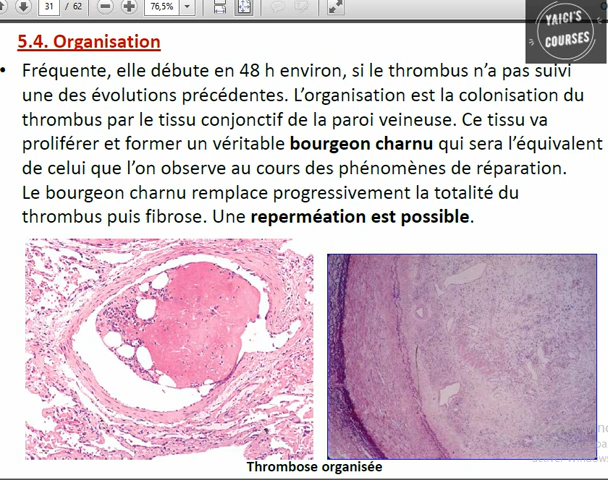 31 / 62
76,5%
YAICI'S
COURSES
5.4. Organisation
• Fréquente, elle débute en 48 h environ, si le thrombus n'a pas suivi
une des évolutions précédentes. L'organisation est la colonisation du
thrombus par le tissu conjonctif de la paroi veineuse. Ce tissu va
proliférer et former un véritable bourgeon charnu qui sera l'équivalent
de celui que l'on observe au cours des phénomènes de réparation.
Le bourgeon charnu remplace progressivement la totalité du
thrombus puis fibrose. Une reperméation est possible.
Thrombose organisée